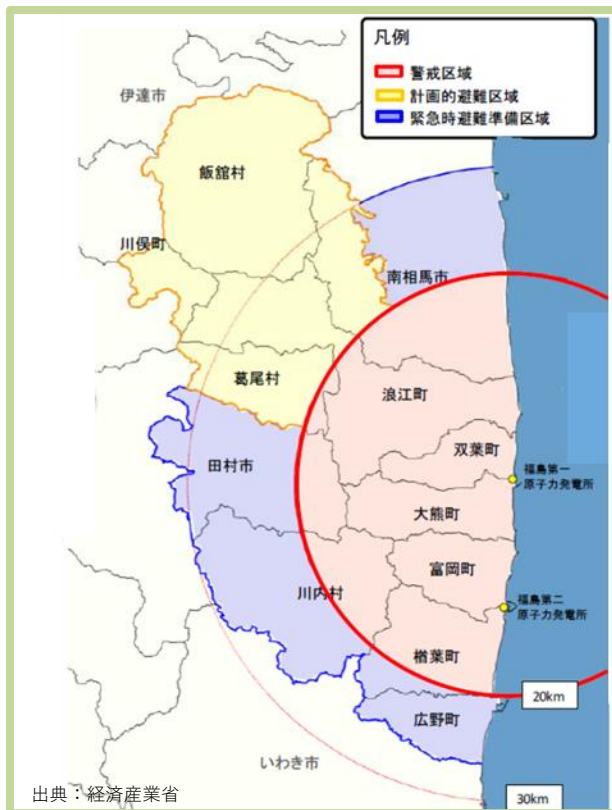 凡例
警戒区域
計画的避難区域
緊急時避難準備区域
伊達市
飯舘村
川俣町
南相馬市
葛尾村
浪江町
双葉町
田村市
福島第一
原子力発電所
大熊町
富岡町
川内村
福島第二
原子力発電所
楢葉町
20km
広野町
いわき市
出典：経済産業省
30km